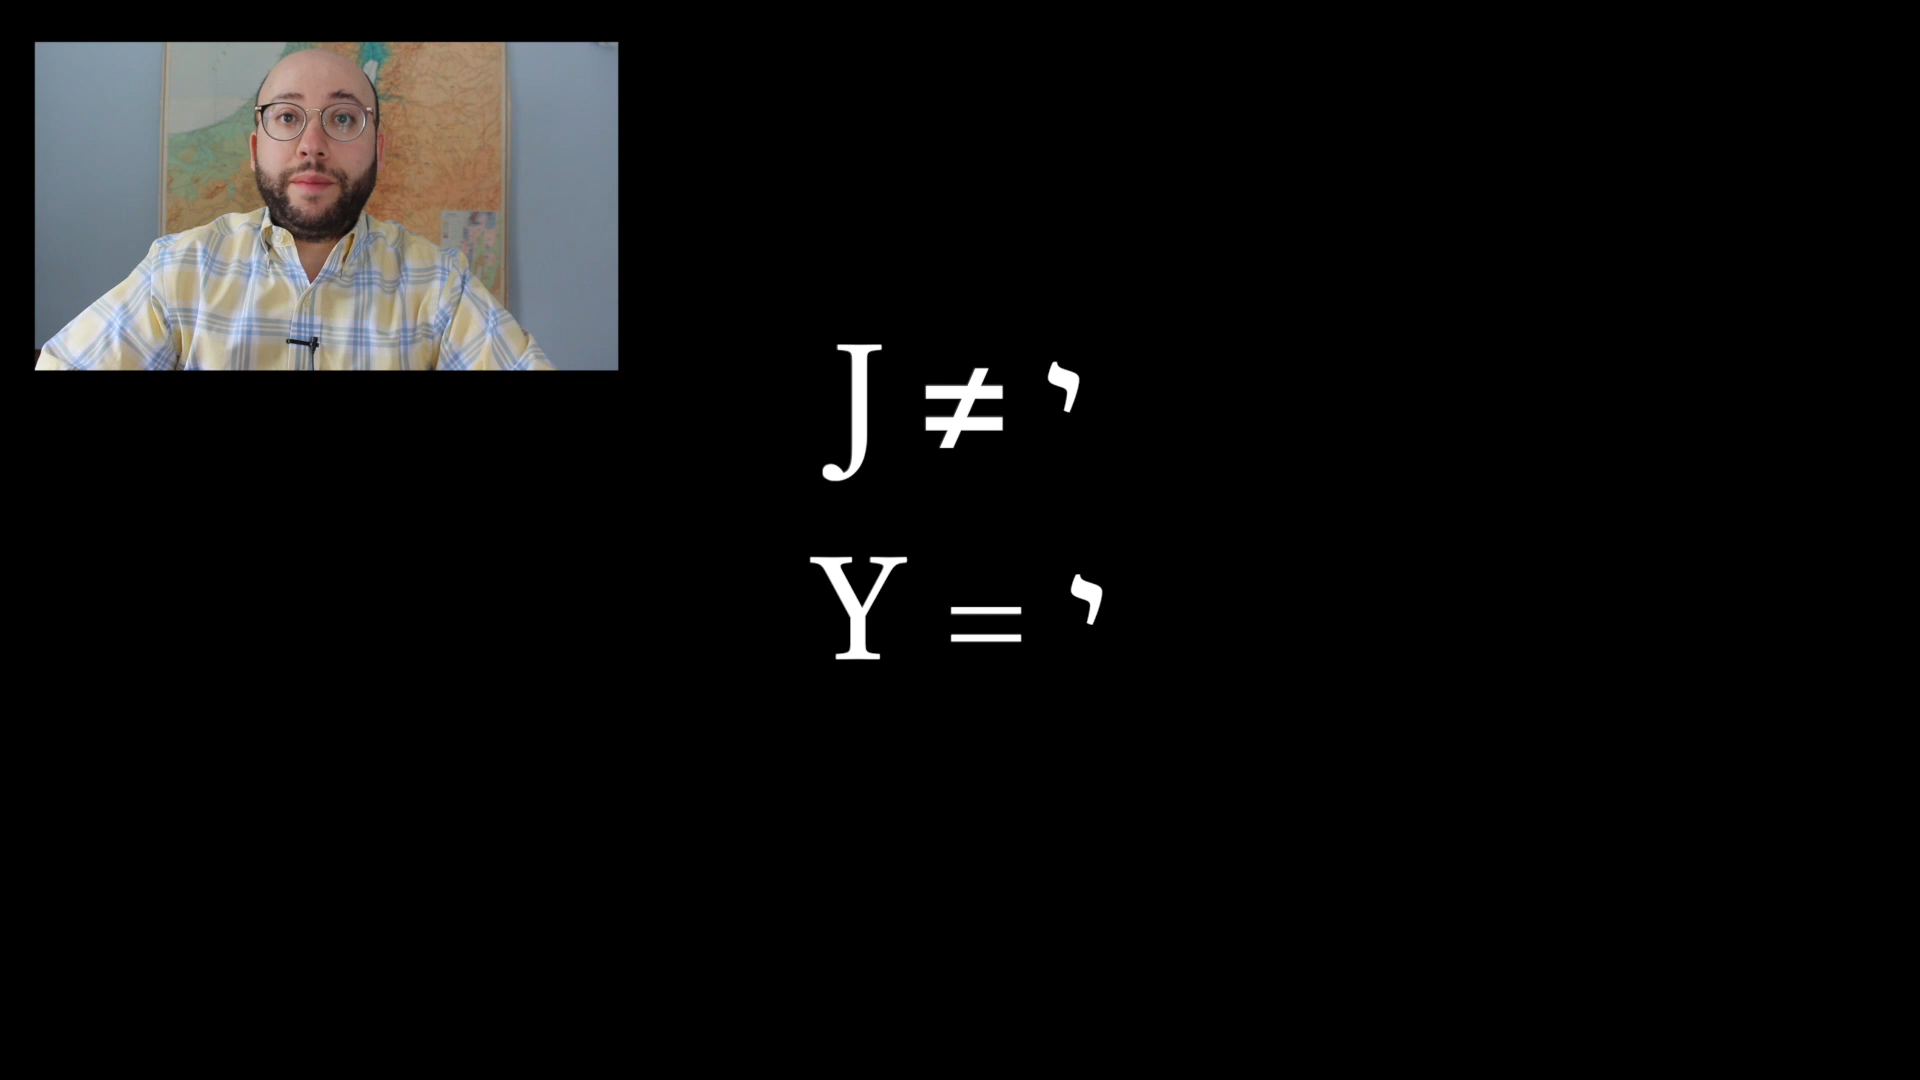 J ≠ י
Y = י